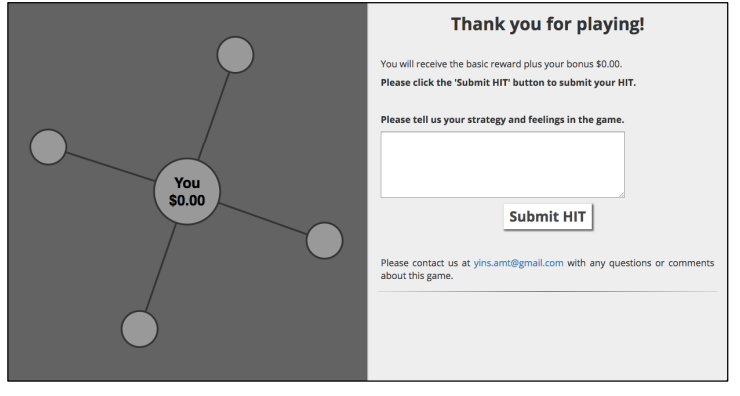 You
$0.00
Thank you for playing!
You will receive the basic reward plus your bonus $0.00.
Please click the 'Submit HIT' button to submit your HIT.
Please tell us your strategy and feelings in the game.
Submit HIT
Please contact us at yins.amt@gmail.com with any questions or comments
about this game.